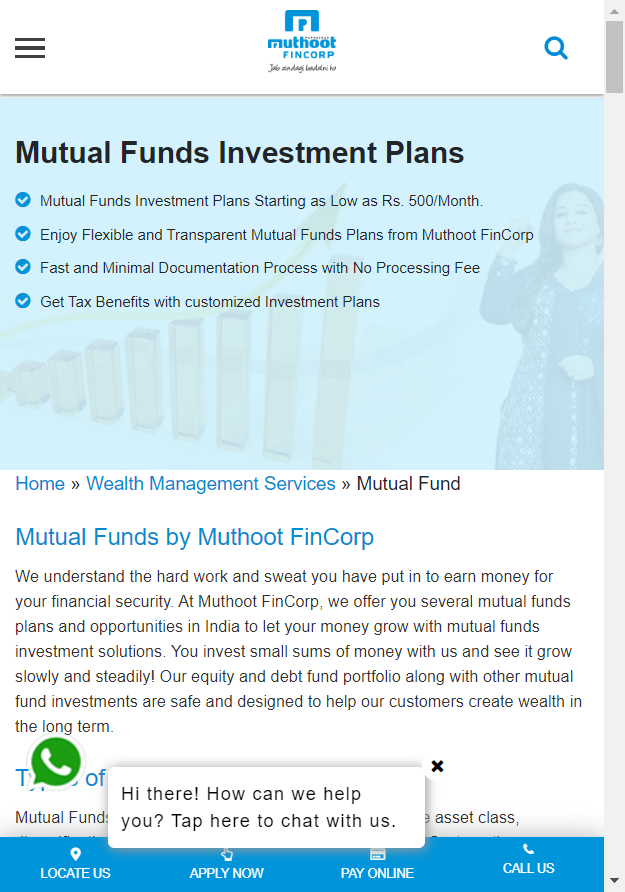 muthoot
FINCORP
Mutual Funds Investment Plans
Mutual Funds Investment Plans Starting as Low as Rs. 500/Month.
Enjoy Flexible and Transparent Mutual Funds Plans from Muthoot FinCorp
Fast and Minimal Documentation Process with No Processing Fee
Get Tax Benefits with customized Investment Plans
Home » Wealth Management Services » Mutual Fund
Mutual Funds by Muthoot FinCorp
We understand the hard work and sweat you have put in to earn money for
your financial security. At Muthoot FinCorp, we offer you several mutual funds
plans and opportunities in India to let your money grow with mutual funds
investment solutions. You invest small sums of money with us and see it grow
slowly and steadily! Our equity and debt fund portfolio along with other mutual
fund investments are safe and designed to help our customers create wealth in
the long term.
of
Hi there! How can we help
you? Tap here to chat with us.
Mutual asset class,
LOCATE US
APPLY NOW
PAY ONLINE
CALL US